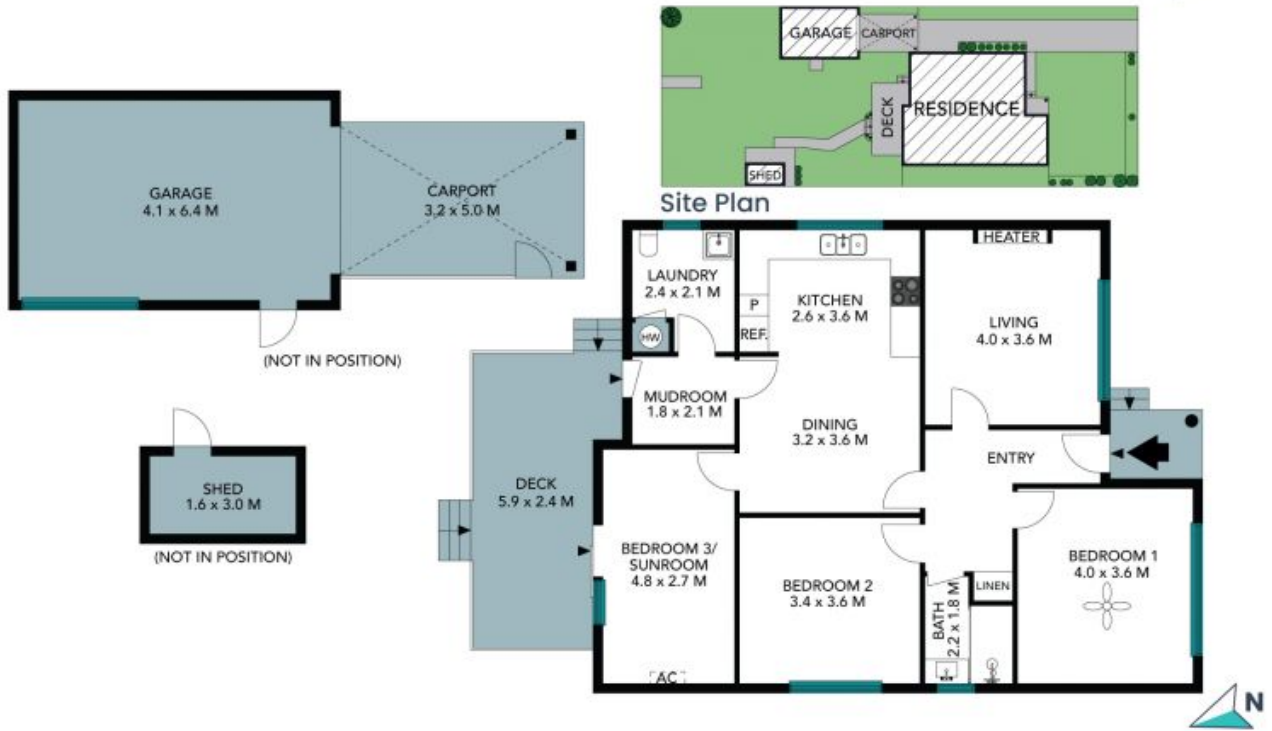 GARAGE
CARPORT
DECK
RESIDENCE
SHED
Site Plan
GARAGE
4.1 x 6.4 M
CARPORT
3.2 x 5.0 M
(NOT IN POSITION)
SHED
1.6 x 3.0 M
(NOT IN POSITION)
LAUNDRY
2.4 x 2.1 M
HW
P
REF.
KITCHEN
2.6 x 3.6 M
HEATER
LIVING
4.0 x 3.6 M
MUDROOM
1.8 x 2.1 M
DINING
3.2 x 3.6 M
ENTRY
DECK
5.9 x 2.4 M
BEDROOM 3/
SUNROOM
4.8 x 2.7 M
AC
BEDROOM 2
3.4 x 3.6 M
BATH
2.2 x 1.8 M
LINEN
BEDROOM 1
4.0 x 3.6 M
N